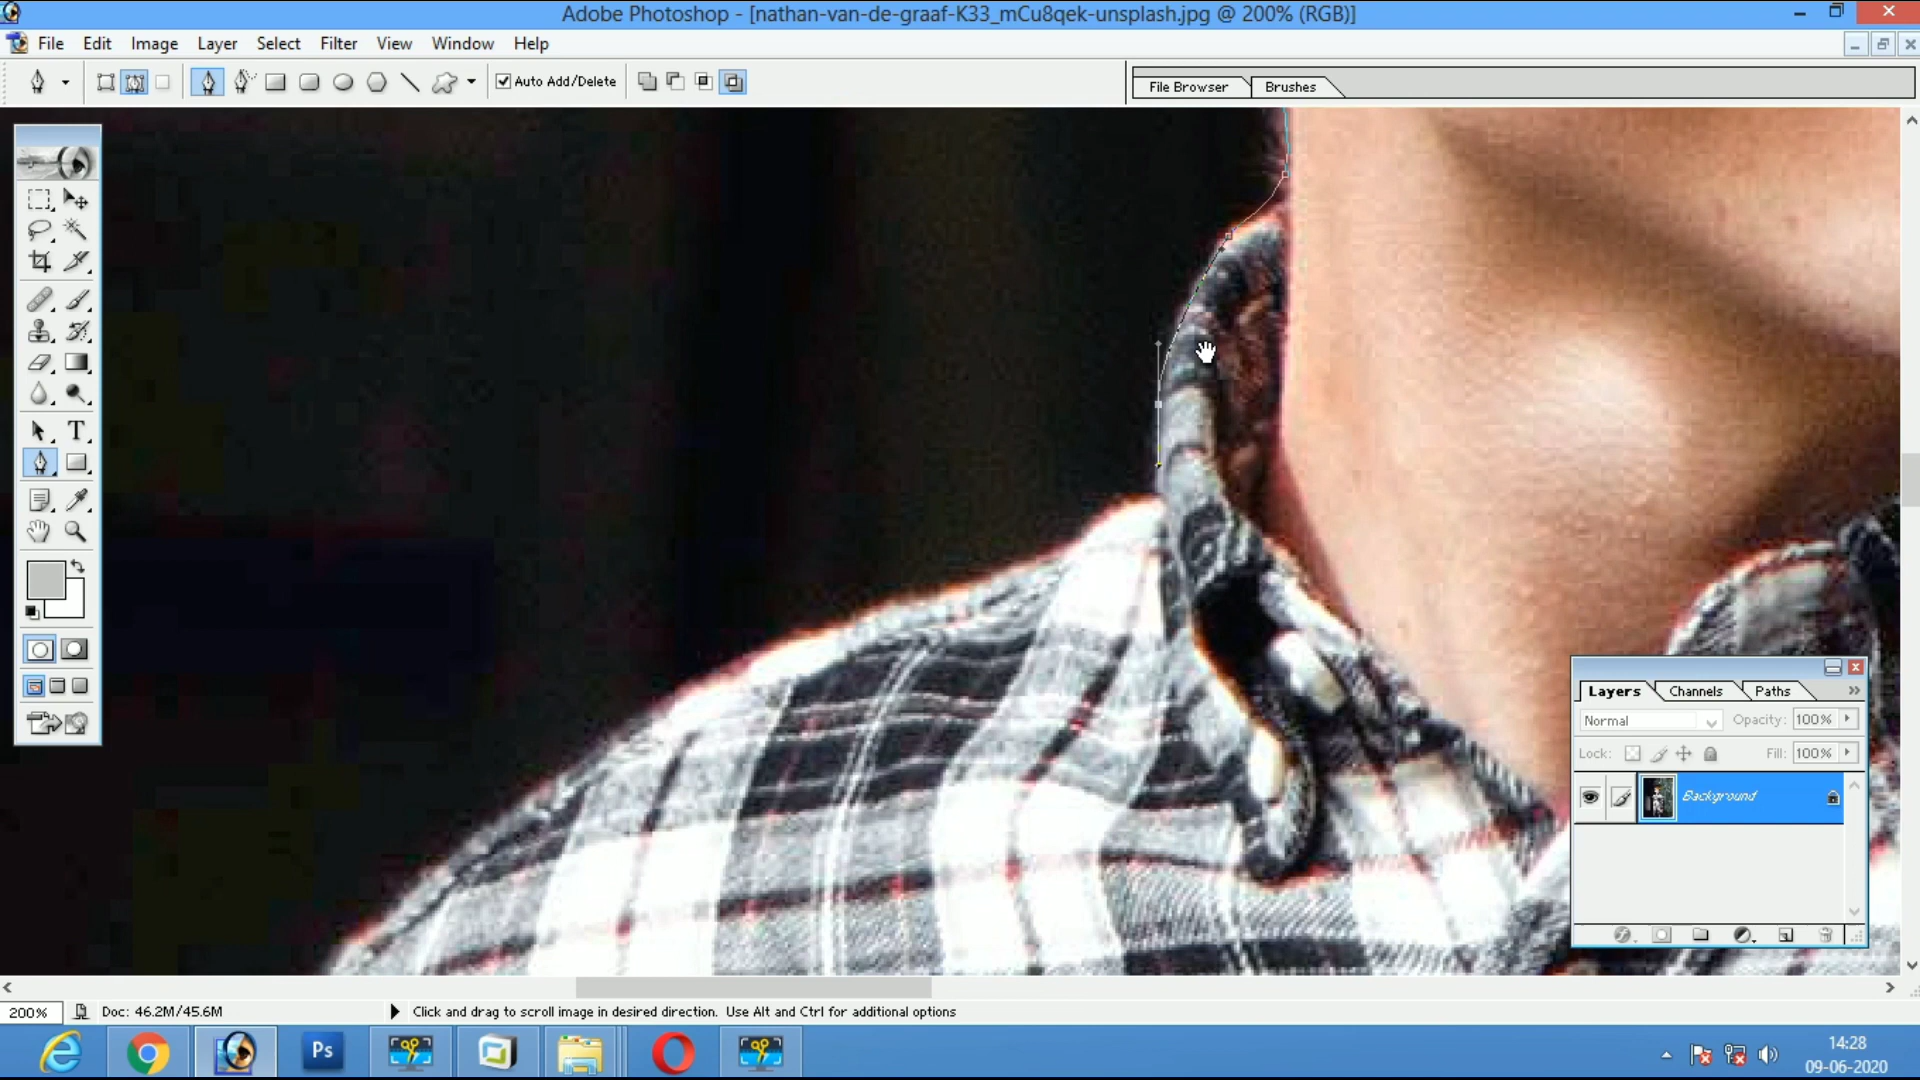 Adobe Photoshop - [nathan-van-de-graaf-K33_mCu8qek-unsplash.jpg @ 200% (RGB)]
File Edit Image Layer Select Filter View Window Help
Auto Add/Delete
File Browser Brushes
T
Layers Channels Paths
Normal Opacity: 100%
Lock: Fill: 100%
Background
200% Doc: 46.2M/45.6M Click and drag to scroll image in desired direction. Use Alt and Ctrl for additional options
Ps
14:28
09-06-2020